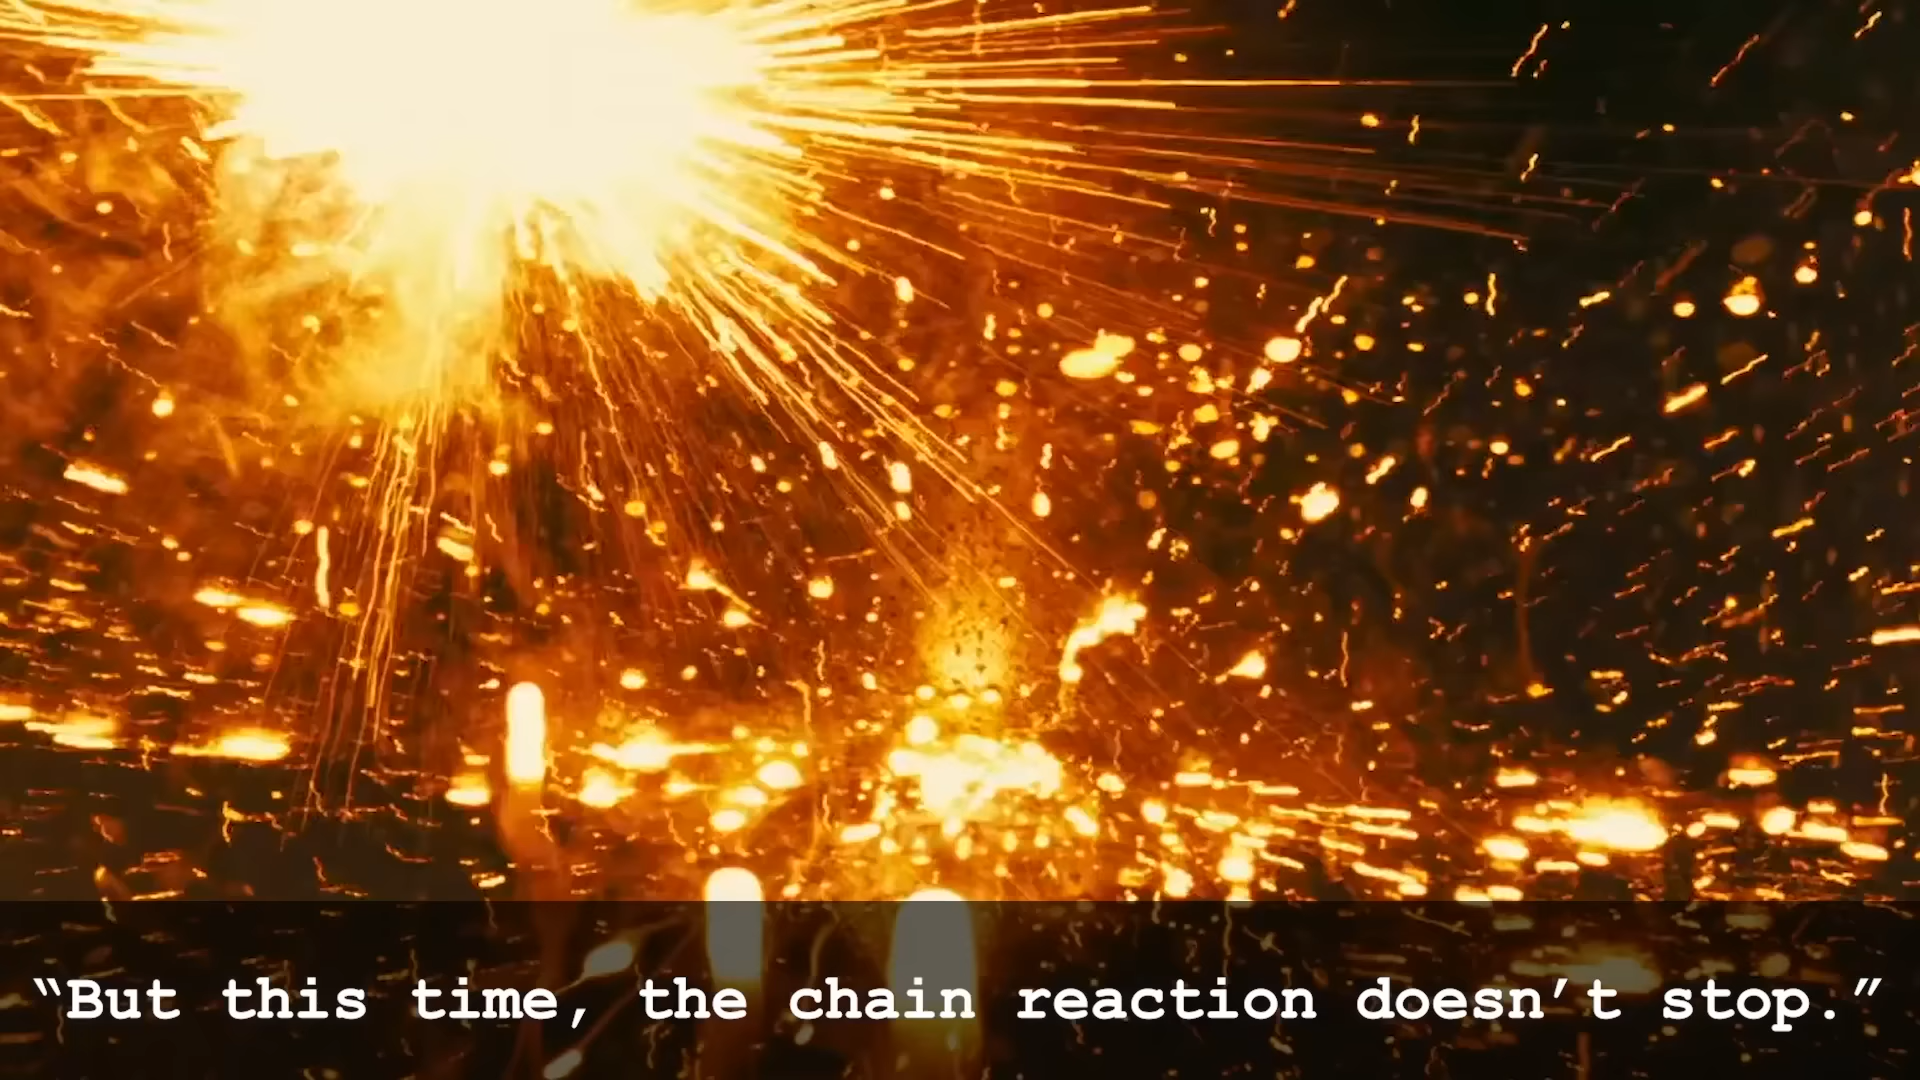 “But this time, the chain reaction doesn’t stop.”